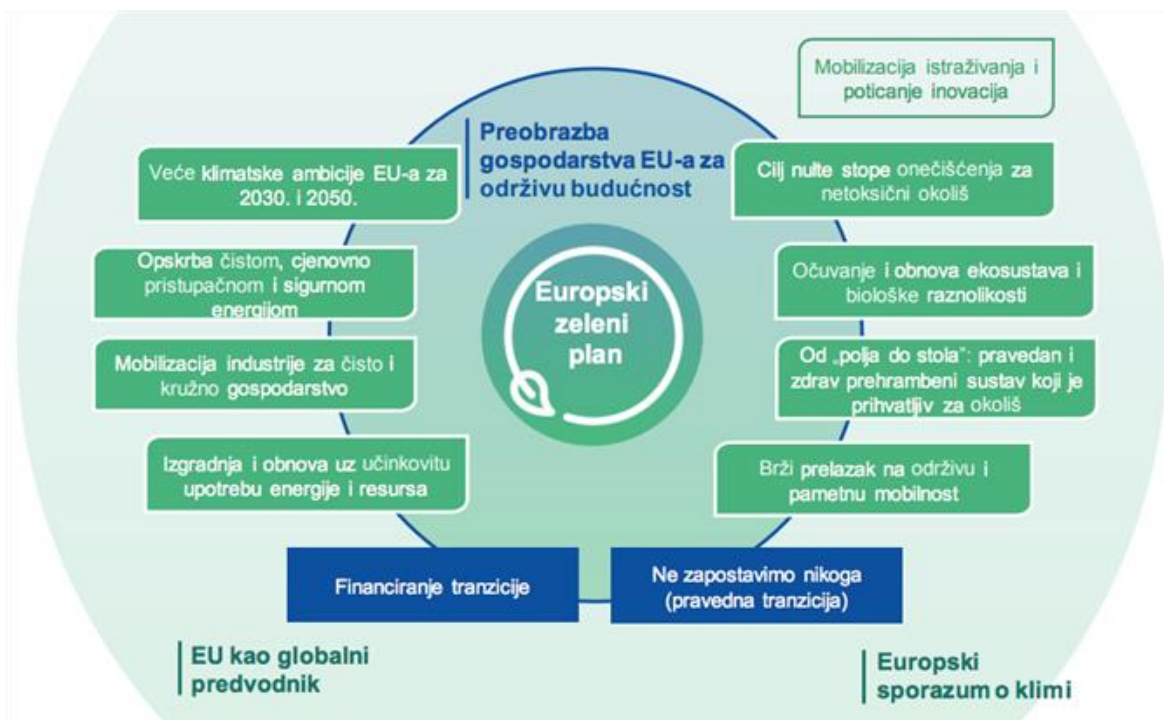 Mobilizacija istraživanja i
poticanje inovacija
Preobrazba
gospodarstva EU-a za
održivu budućnost
Veće klimatske ambicije EU-a za
2030. i 2050.
Cilj nulte stope onečišćenja za
netoksični okoliš
Opskrba čistom, cjenovno
pristupačnom i sigurnom
energijom
Očuvanje i obnova ekosustava i
biološke raznolikosti
Europski
zeleni
plan
Mobilizacija industrije za čisto i
kružno gospodarstvo
Od „polja do stola”: pravedan i
zdrav prehrambeni sustav koji je
prihvatljiv za okoliš
Izgradnja i obnova uz učinkovitu
upotrebu energije i resursa
Brži prelazak na održivu i
pametnu mobilnost
Financiranje tranzicije
Ne zapostavimo nikoga
(pravedna tranzicija)
EU kao globalni
predvodnik
Europski
sporazum o klimi